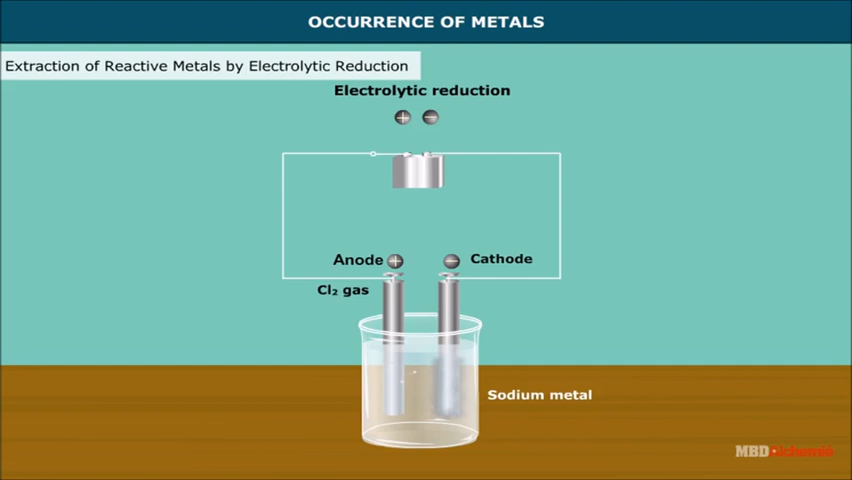 OCCURRENCE OF METALS
Extraction of Reactive Metals by Electrolytic Reduction
Electrolytic reduction
+ −
Anode + − Cathode
Cl₂ gas
Sodium metal
MBD Alchemie